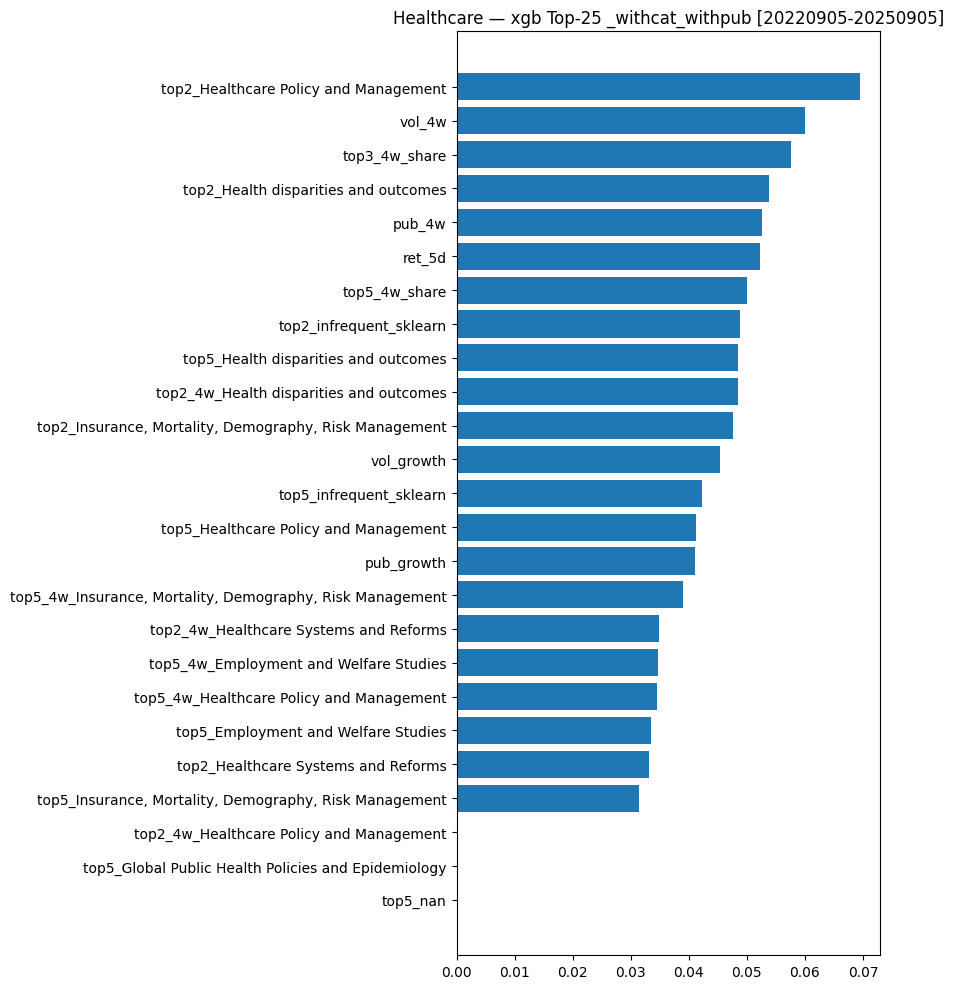 Healthcare — xgb Top-25 _withcat_withpub [20220905-20250905]
top2_Healthcare Policy and Management
vol_4w
top3_4w_share
top2_Health disparities and outcomes
pub_4w
ret_5d
top5_4w_share
top2_infrequent_sklearn
top5_Health disparities and outcomes
top2_4w_Health disparities and outcomes
top2_Insurance, Mortality, Demography, Risk Management
vol_growth
top5_infrequent_sklearn
top5_Healthcare Policy and Management
pub_growth
top5_4w_Insurance, Mortality, Demography, Risk Management
top2_4w_Healthcare Systems and Reforms
top5_4w_Employment and Welfare Studies
top5_4w_Healthcare Policy and Management
top5_Employment and Welfare Studies
top2_Healthcare Systems and Reforms
top5_Insurance, Mortality, Demography, Risk Management
top2_4w_Healthcare Policy and Management
top5_Global Public Health Policies and Epidemiology
top5_nan
0.00 0.01 0.02 0.03 0.04 0.05 0.06 0.07